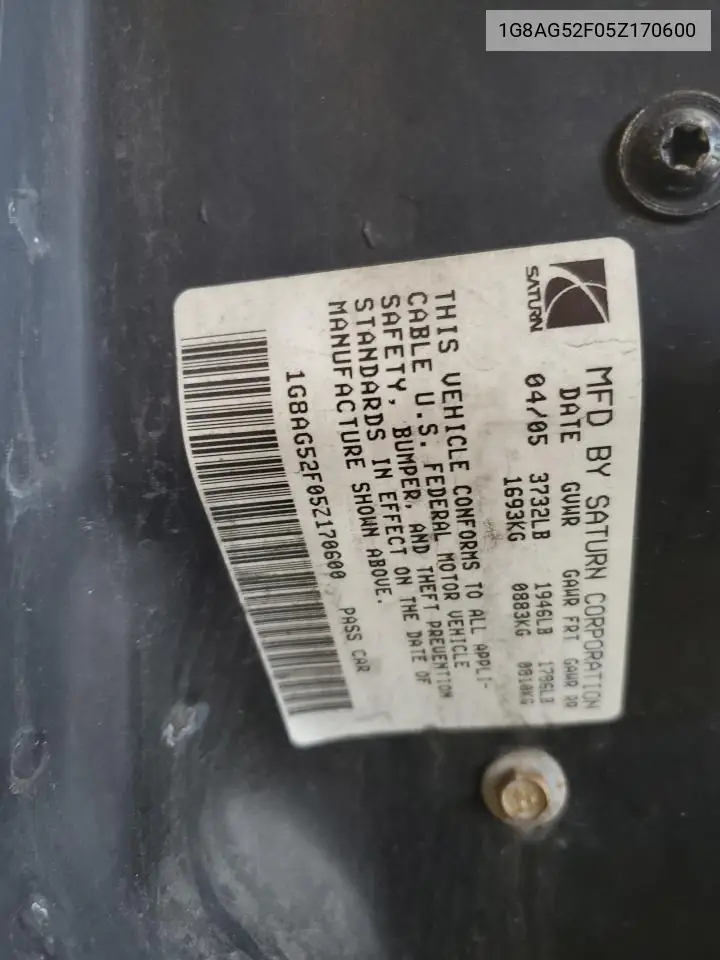 1G8AG52F05Z170600
SATURN
MFD BY SATURN CORPORATION
DATE GVWR GAWR FRT GAWR RR
04/05 3732LB 1946LB 1786LB
1693KG 0883KG 0810KG
THIS VEHICLE CONFORMS TO ALL APPLI-
CABLE U.S. FEDERAL MOTOR VEHICLE
SAFETY, BUMPER, AND THEFT PREVENTION
STANDARDS IN EFFECT ON THE DATE OF
MANUFACTURE SHOWN ABOVE.
1G8AG52F05Z170600 PASS CAR